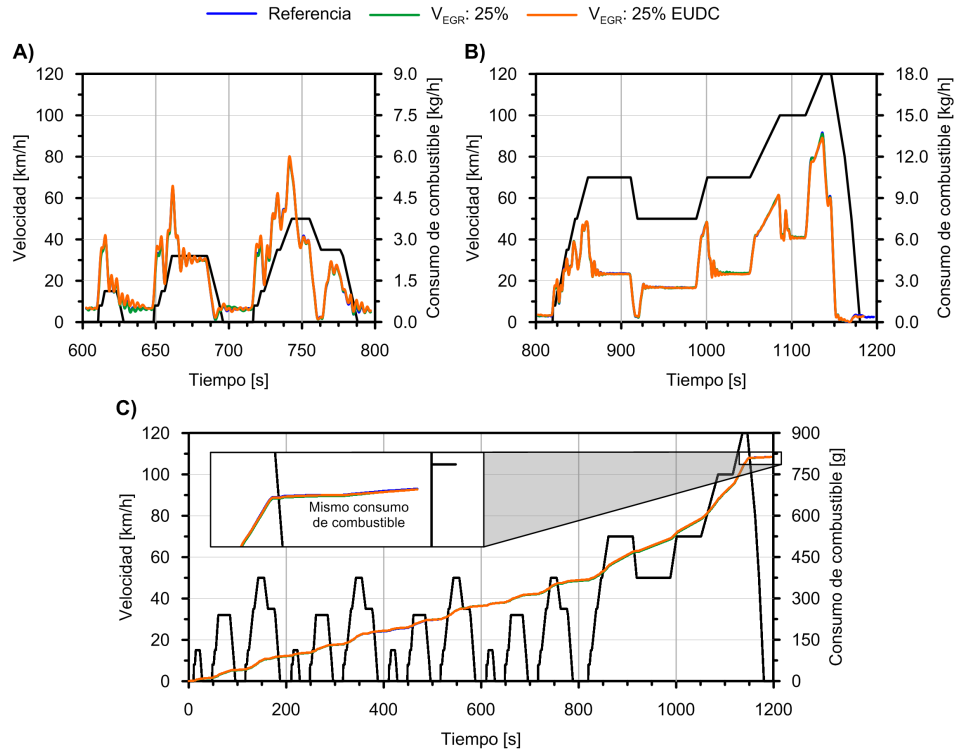 Referencia
V_EGR: 25%
V_EGR: 25% EUDC
A)
Velocidad [km/h]
120
100
80
60
40
20
0
9.0
7.5
6.0
4.5
3.0
1.5
0.0
Consumo de combustible [kg/h]
600 650 700 750 800
Tiempo [s]
B)
Velocidad [km/h]
120
100
80
60
40
20
0
18.0
15.0
12.0
9.0
6.0
3.0
0.0
Consumo de combustible [kg/h]
800 900 1000 1100 1200
Tiempo [s]
C)
Velocidad [km/h]
120
100
80
60
40
20
0
Mismo consumo
de combustible
900
750
600
450
300
150
0
Consumo de combustible [g]
0 200 400 600 800 1000 1200
Tiempo [s]